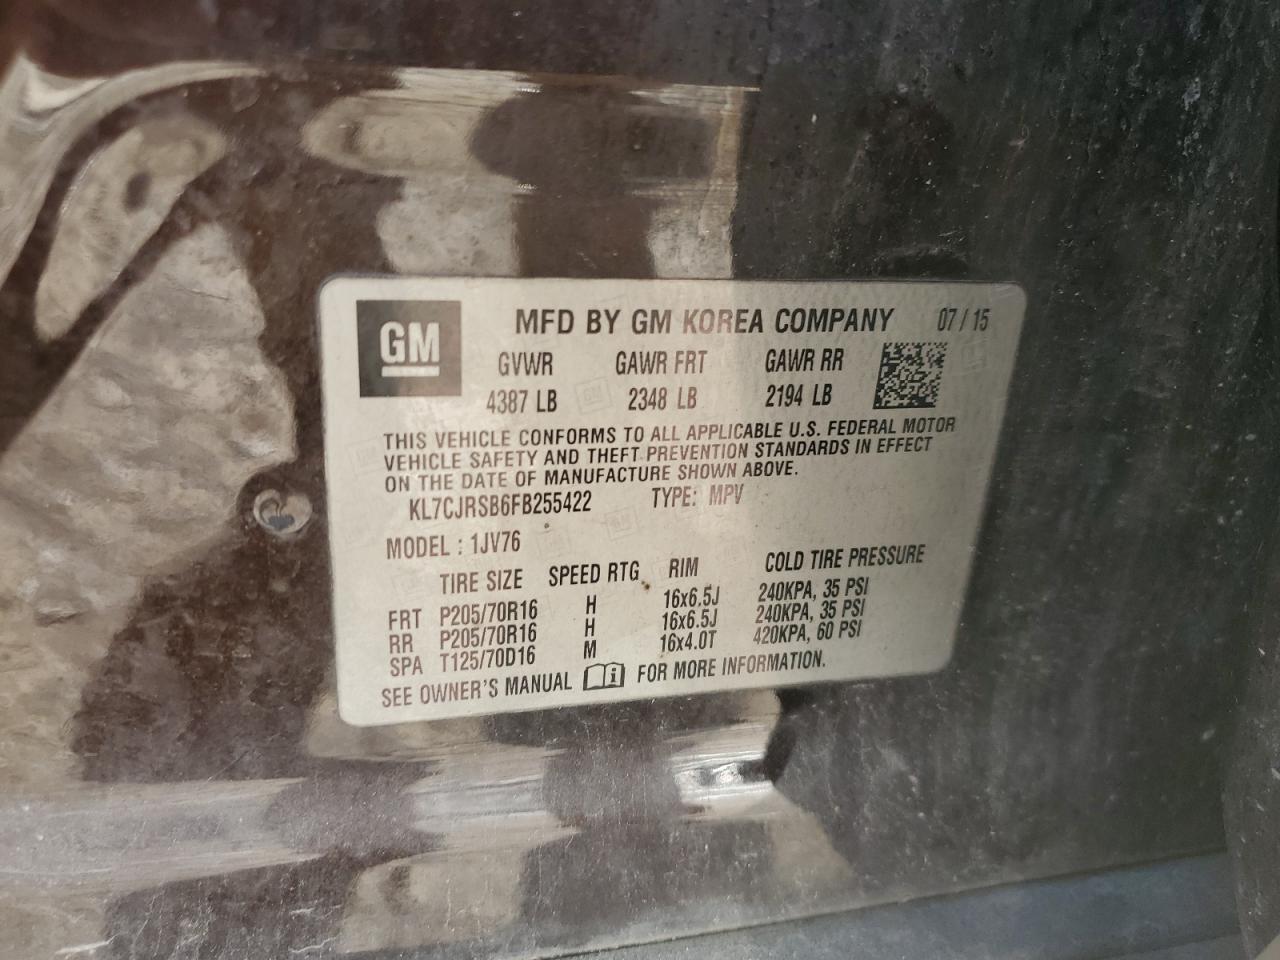 GM
MFD BY GM KOREA COMPANY 07 / 15
GVWR GAWR FRT GAWR RR
4387 LB 2348 LB 2194 LB
THIS VEHICLE CONFORMS TO ALL APPLICABLE U.S. FEDERAL MOTOR
VEHICLE SAFETY AND THEFT PREVENTION STANDARDS IN EFFECT
ON THE DATE OF MANUFACTURE SHOWN ABOVE.
KL7CJRSB6FB255422 TYPE: MPV
MODEL : 1JV76
TIRE SIZE SPEED RTG RIM COLD TIRE PRESSURE
FRT P205/70R16 H 16x6.5J 240KPA, 35 PSI
RR P205/70R16 H 16x6.5J 240KPA, 35 PSI
SPA T125/70D16 M 16x4.0T 420KPA, 60 PSI
SEE OWNER'S MANUAL FOR MORE INFORMATION.